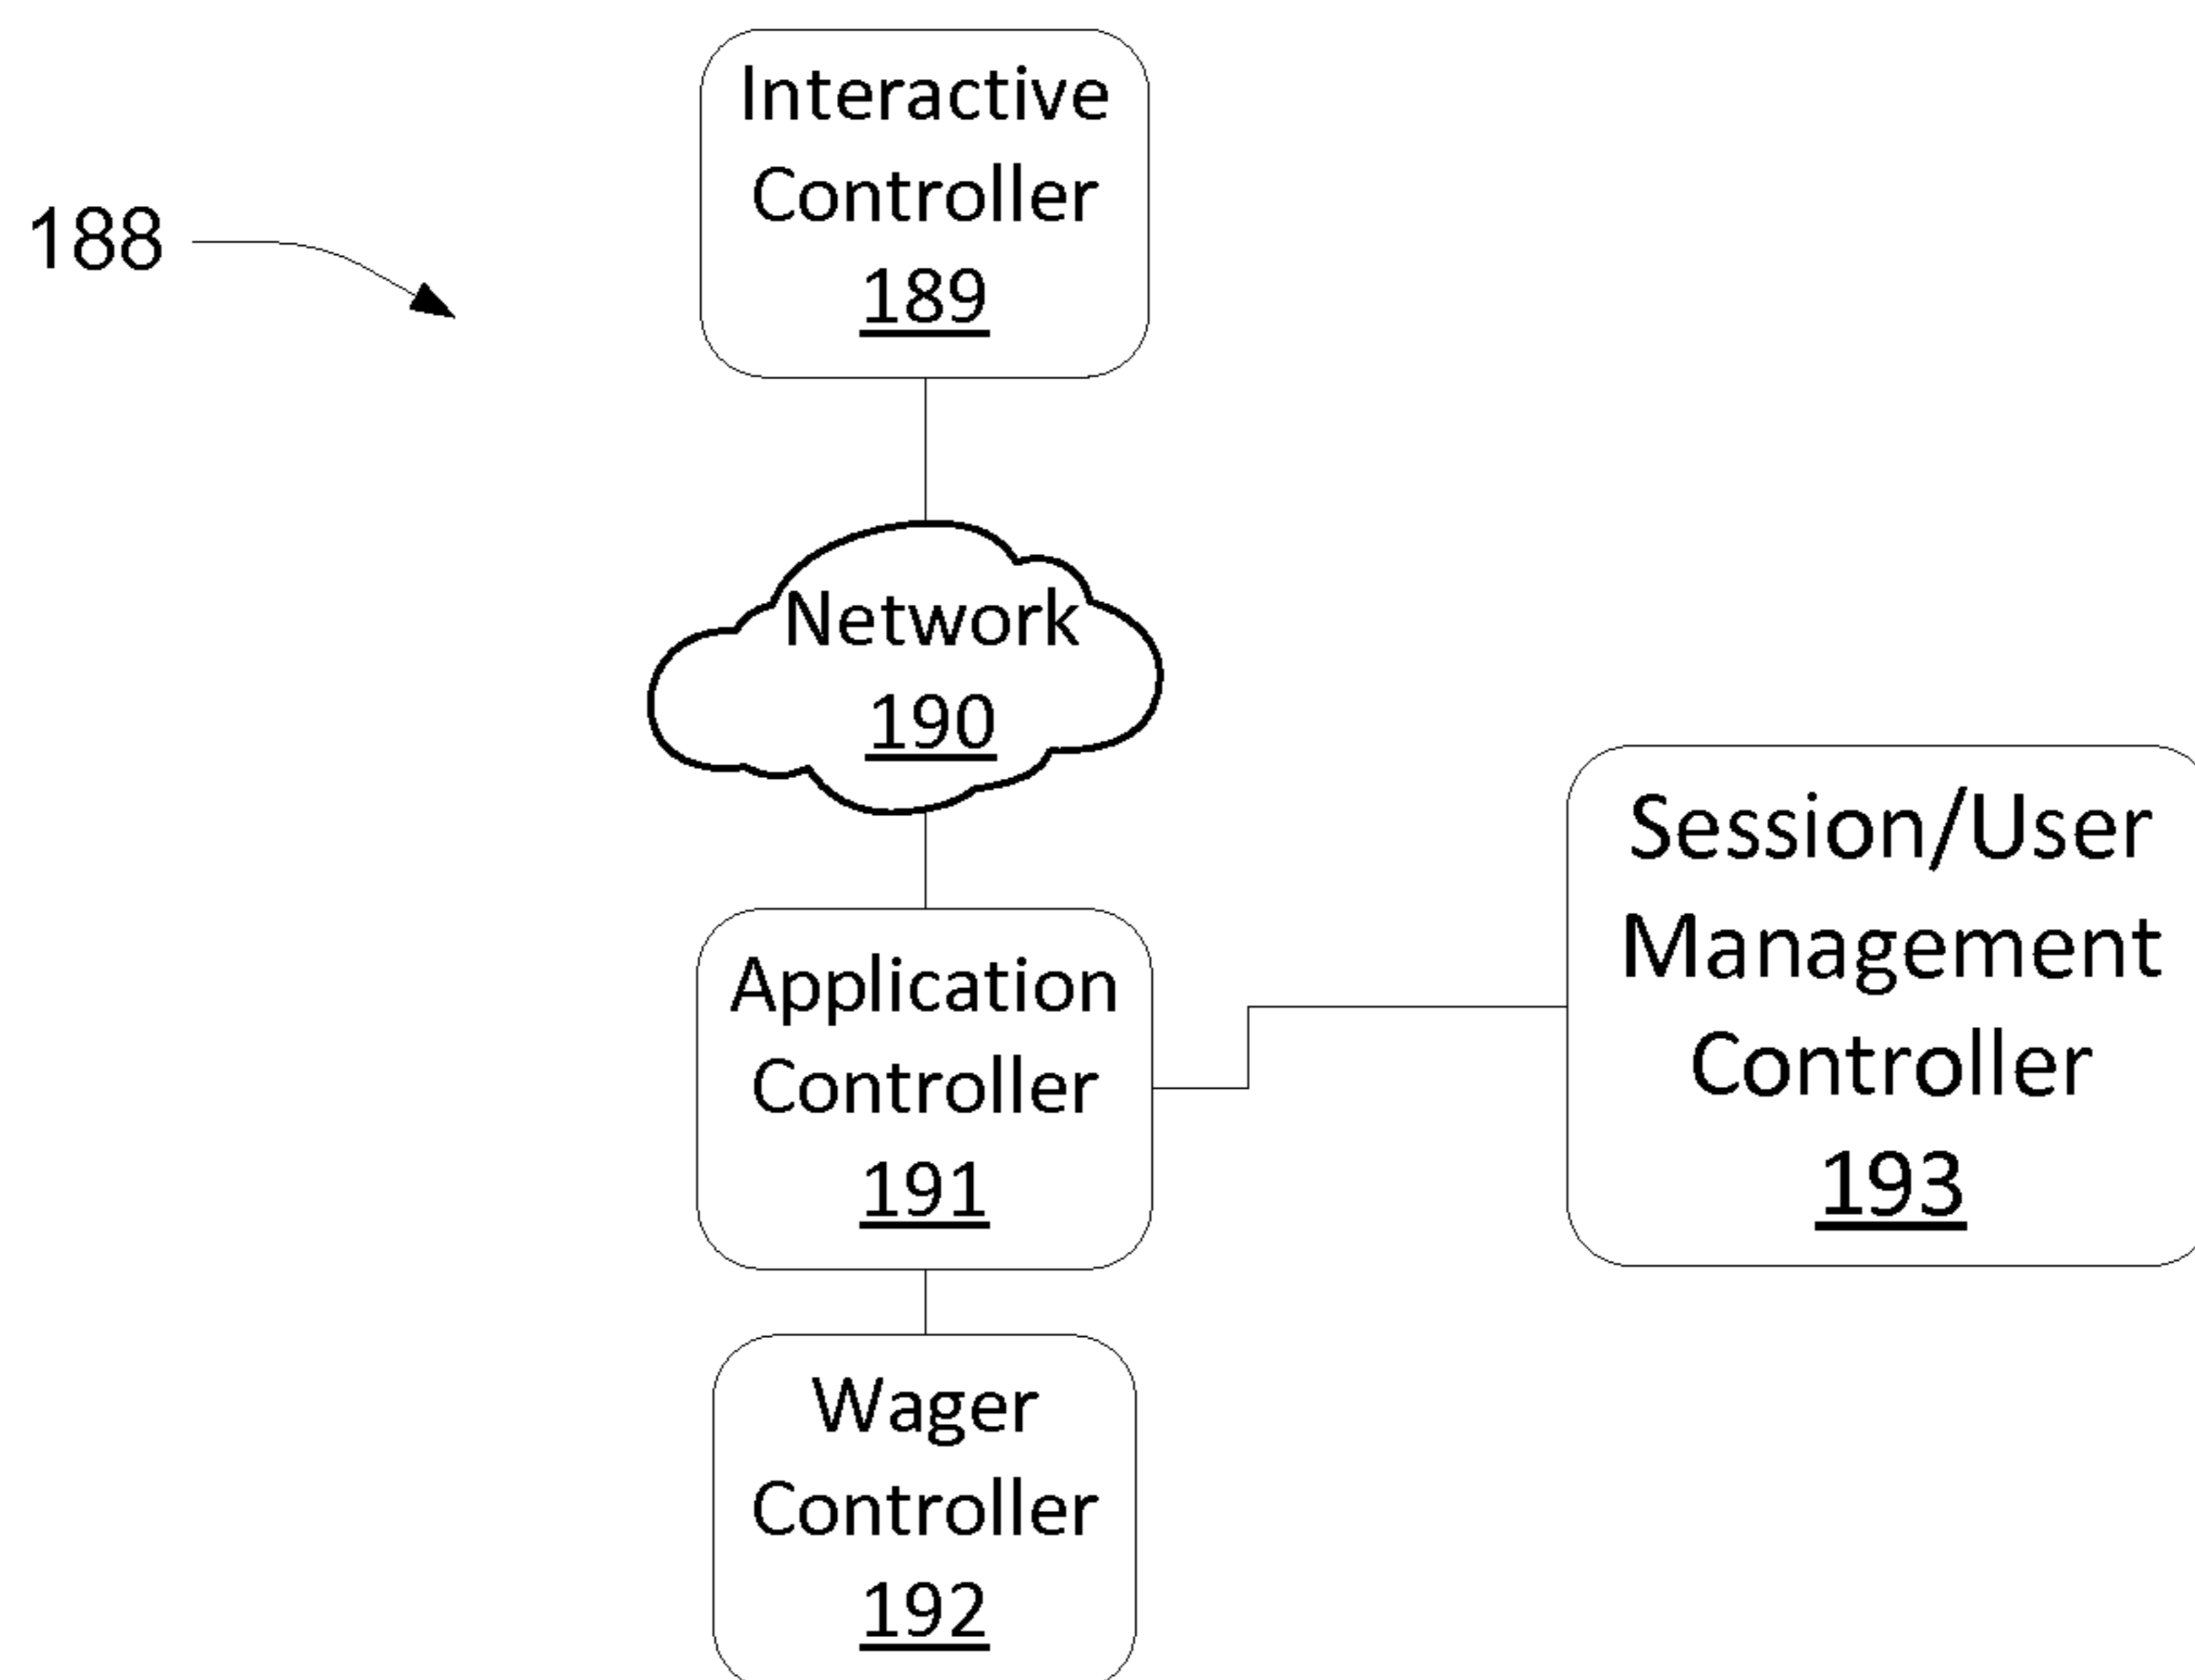 188
Interactive
Controller
189
Network
190
Application
Controller
191
Session/User
Management
Controller
193
Wager
Controller
192